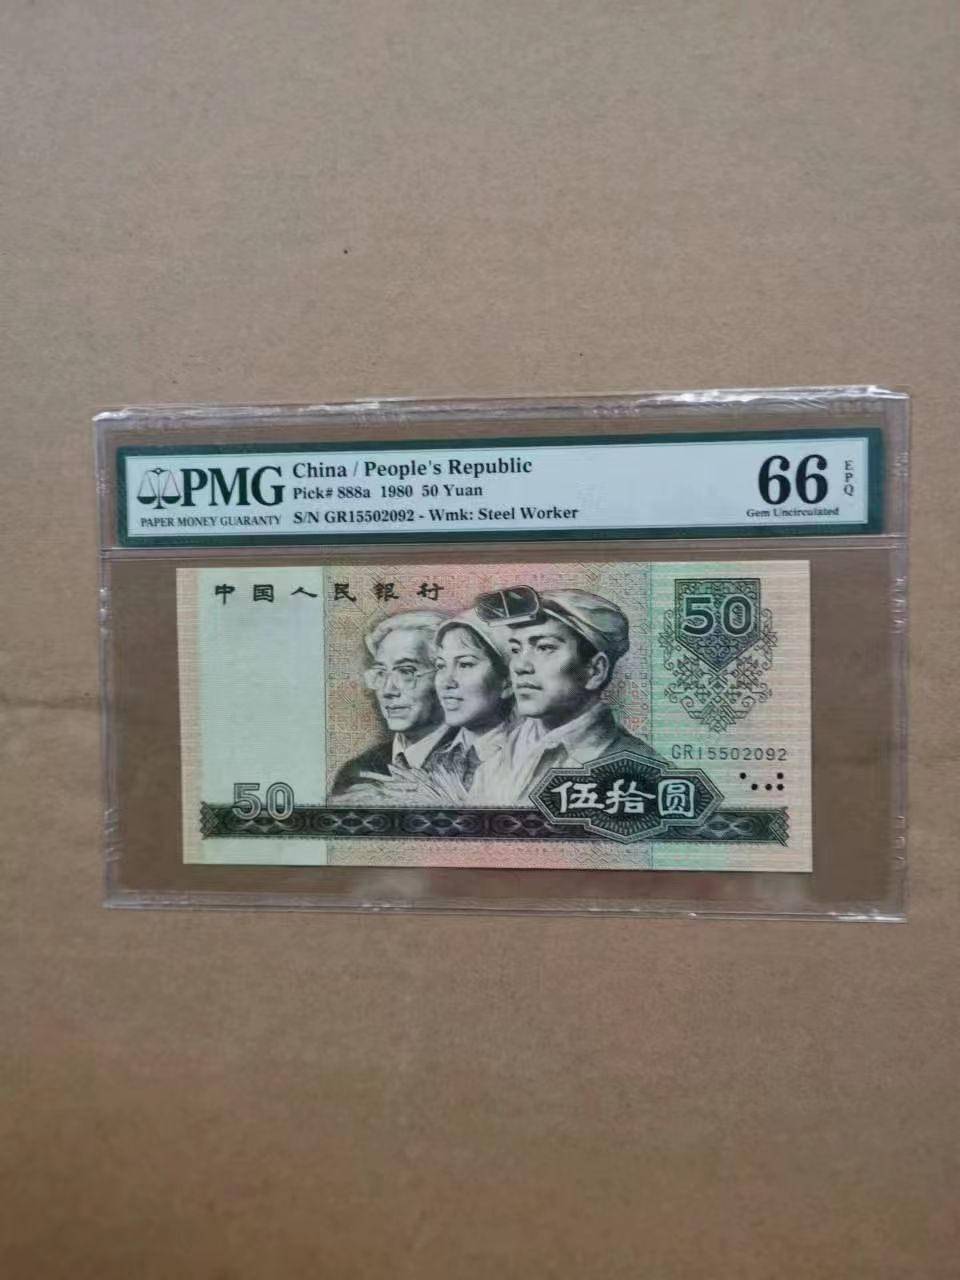 PMG
PAPER MONEY GUARANTY
China / People's Republic
Pick# 888a 1980 50 Yuan
S/N GR15502092 - Wmk: Steel Worker
66
EPQ
Gem Uncirculated
中国人民银行
50
GR15502092
50
伍拾圆